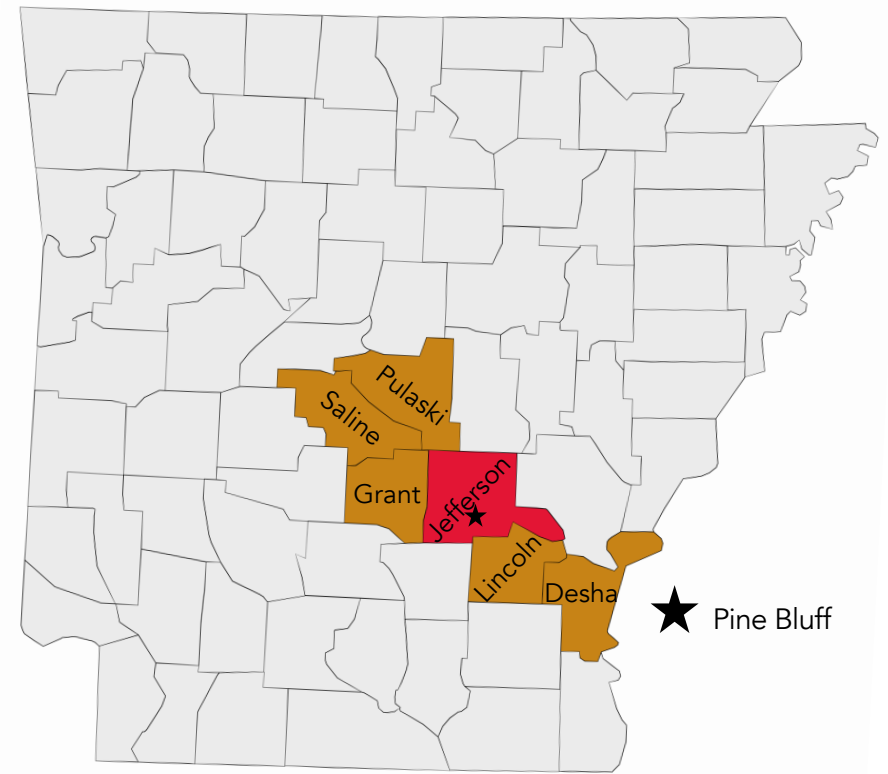 Pulaski
Saline
Jefferson
Grant
Lincoln
Desha
Pine Bluff